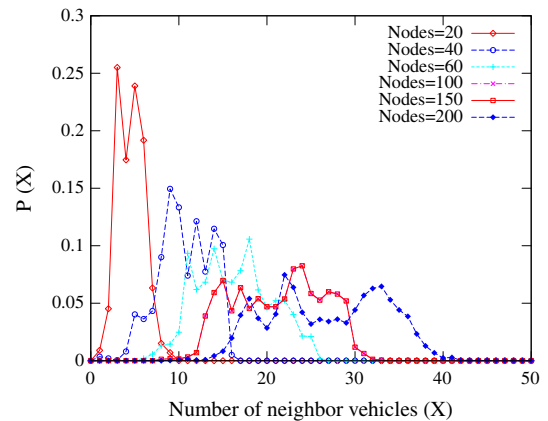 Nodes=20
Nodes=40
Nodes=60
Nodes=100
Nodes=150
Nodes=200
0.3
0.25
0.2
0.15
0.1
0.05
0
P (X)
0 10 20 30 40 50
Number of neighbor vehicles (X)